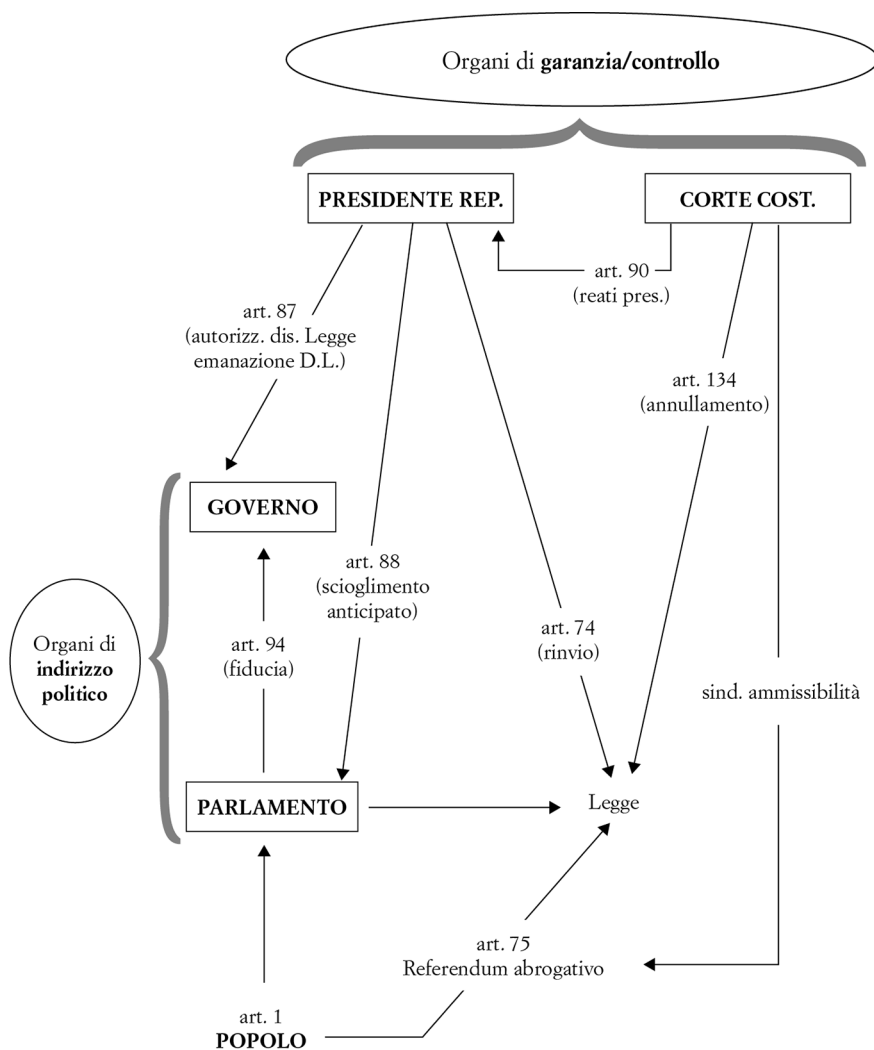 Organi di garanzia/controllo
PRESIDENTE REP.
CORTE COST.
art. 90
(reati pres.)
art. 87
(autorizz. dis. Legge
emanazione D.L.)
art. 134
(annullamento)
GOVERNO
art. 88
(scioglimento
anticipato)
art. 74
(rinvio)
art. 94
(fiducia)
Organi di
indirizzo
politico
sind. ammissibilità
PARLAMENTO
Legge
art. 75
Referendum abrogativo
art. 1
POPOLO